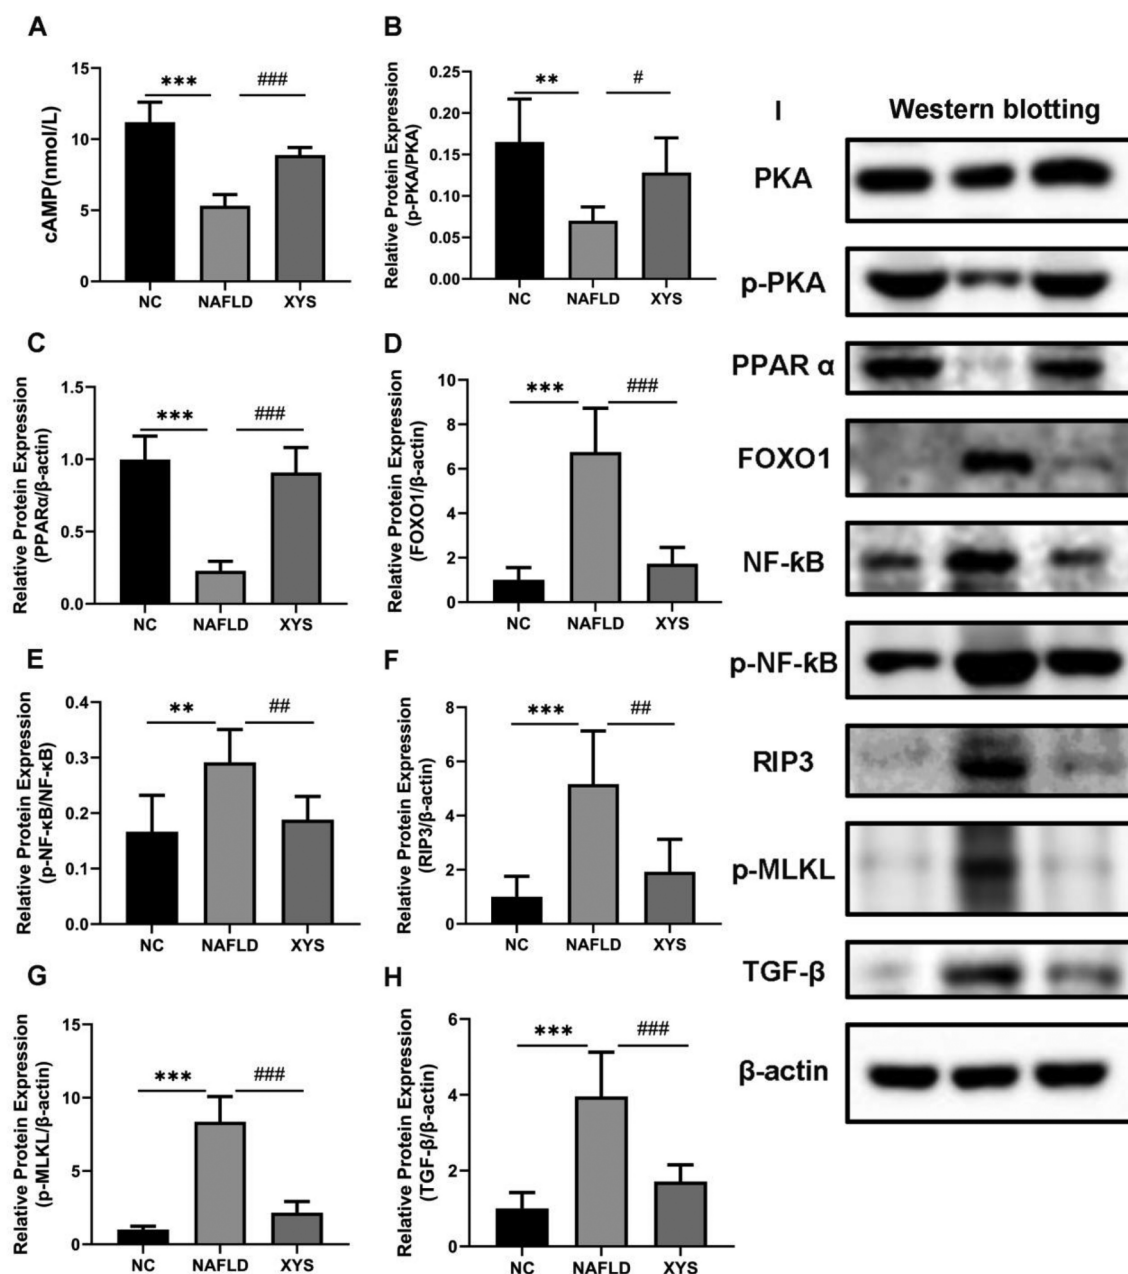 A
cAMP(nmol/L)
15
10
5
0
***
###
NC
NAFLD
XYS
B
Relative Protein Expression
(p-PKA/PKA)
0.25
0.20
0.15
0.10
0.05
0.00
**
#
NC
NAFLD
XYS
C
Relative Protein Expression
(PPARα/β-actin)
1.5
1.0
0.5
0.0
***
###
NC
NAFLD
XYS
D
Relative Protein Expression
(FOXO1/β-actin)
10
8
6
4
2
0
***
###
NC
NAFLD
XYS
E
Relative Protein Expression
(p-NF-κB/NF-κB)
0.4
0.3
0.2
0.1
0.0
**
##
NC
NAFLD
XYS
F
Relative Protein Expression
(RIP3/β-actin)
8
6
4
2
0
***
##
NC
NAFLD
XYS
G
Relative Protein Expression
(p-MLKL/β-actin)
15
10
5
0
***
###
NC
NAFLD
XYS
H
Relative Protein Expression
(TGF-β/β-actin)
6
4
2
0
***
###
NC
NAFLD
XYS
I
Western blotting
PKA
p-PKA
PPAR α
FOXO1
NF-ƙB
p-NF-ƙB
RIP3
p-MLKL
TGF-β
β-actin